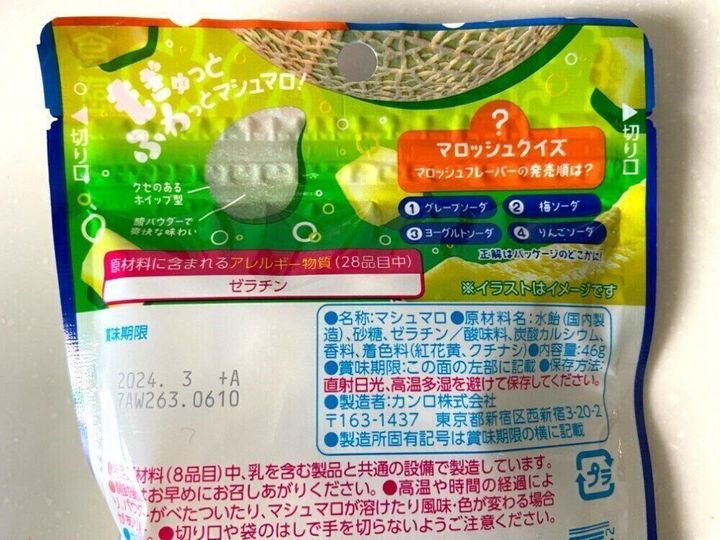 もぎゅっと
ふわっとマシュマロ!
切り口
切り口
クセのある
ホイップ型
酸パウダーで
爽快な味わい
?
マロッシュクイズ
マロッシュフレーバーの発売順は?
1 グレープソーダ 2 梅ソーダ
3 ヨーグルトソーダ 4 りんごソーダ
正解はパッケージのどこかに!
※イラストはイメージです
原材料に含まれるアレルギー物質(28品目中)
ゼラチン
賞味期限
2024. 3 +A
7AW263.0610
●名称:マシュマロ ●原材料名:水飴(国内製
造)、砂糖、ゼラチン/酸味料、炭酸カルシウム、
香料、着色料(紅花黄、クチナシ) ●内容量:46g
●賞味期限:この面の左部に記載 ●保存方法:
直射日光、高温多湿を避けて保存してください。
●製造者:カンロ株式会社
〒163-1437 東京都新宿区西新宿3-20-2
●製造所固有記号は賞味期限の横に記載
材料(8品目)中、乳を含む製品と共通の設備で製造しています。
はお早めにお召しあがりください。 ●高温や時間の経過によ
がべたついたり、マシュマロが溶けたり風味・色が変わる場合
●切り口や袋のはしで手を切らないようご注意ください。
プラ